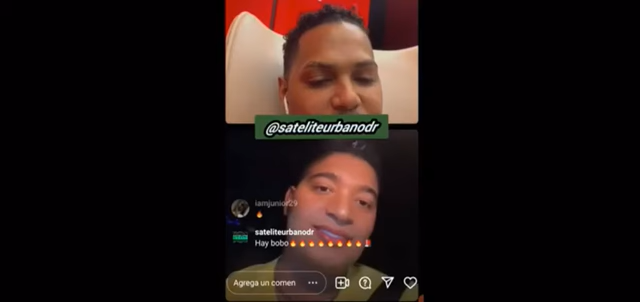 @sateliteurbanodr
iamjunior29
🔥
sateliteurbanodr
Hay bobo🔥🔥🔥🔥🔥🔥🔥🔥
Agrega un comen